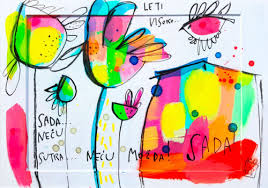 LETI
VISOKO...
SADA
NEĆU
SUTRA... NEĆU MOŽDA! SADA